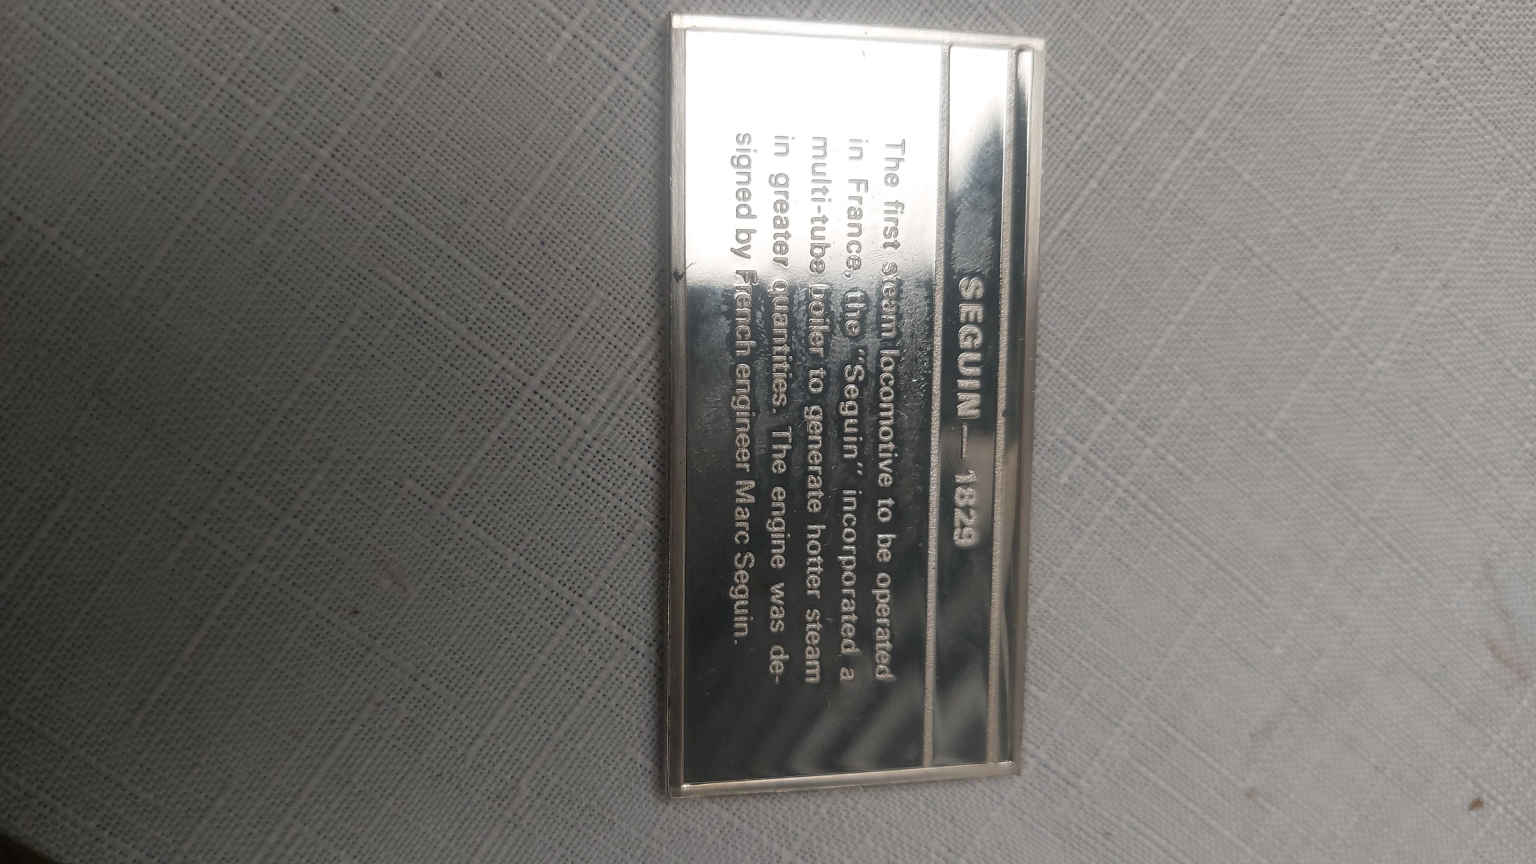 SEGUIN — 1829
The first steam locomotive to be operated
in France, the "Seguin" incorporated a
multi-tube boiler to generate hotter steam
in greater quantities. The engine was de-
signed by French engineer Marc Seguin.